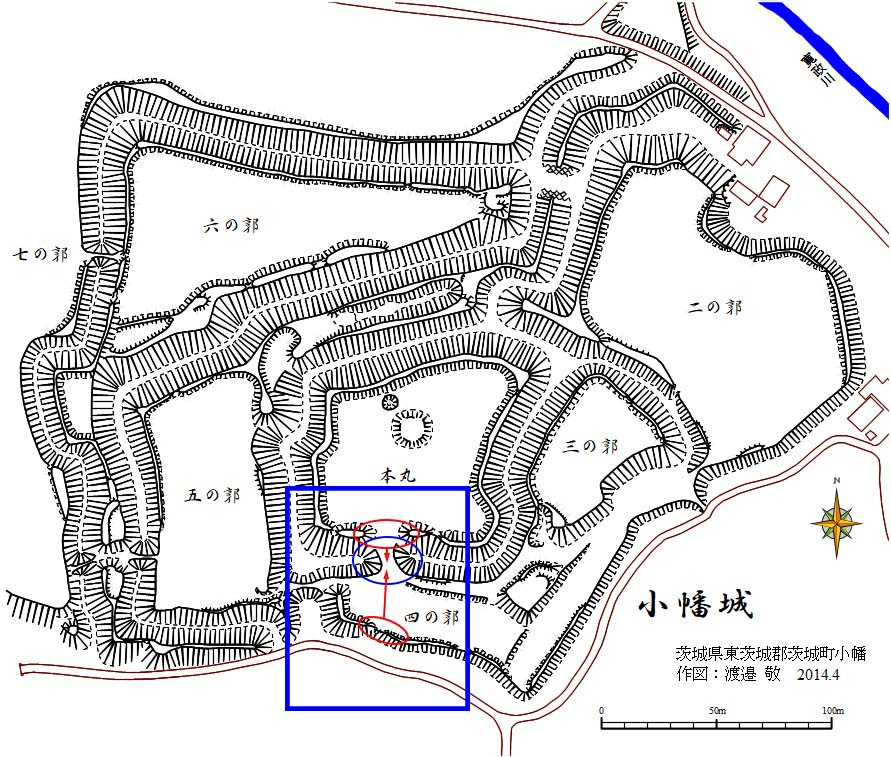 寛政川
六の郭
七の郭
二の郭
三の郭
本丸
五の郭
N
四の郭
小幡城
茨城県東茨城郡茨城町小幡
作図：渡邉 敬 2014.4
0 50m 100m